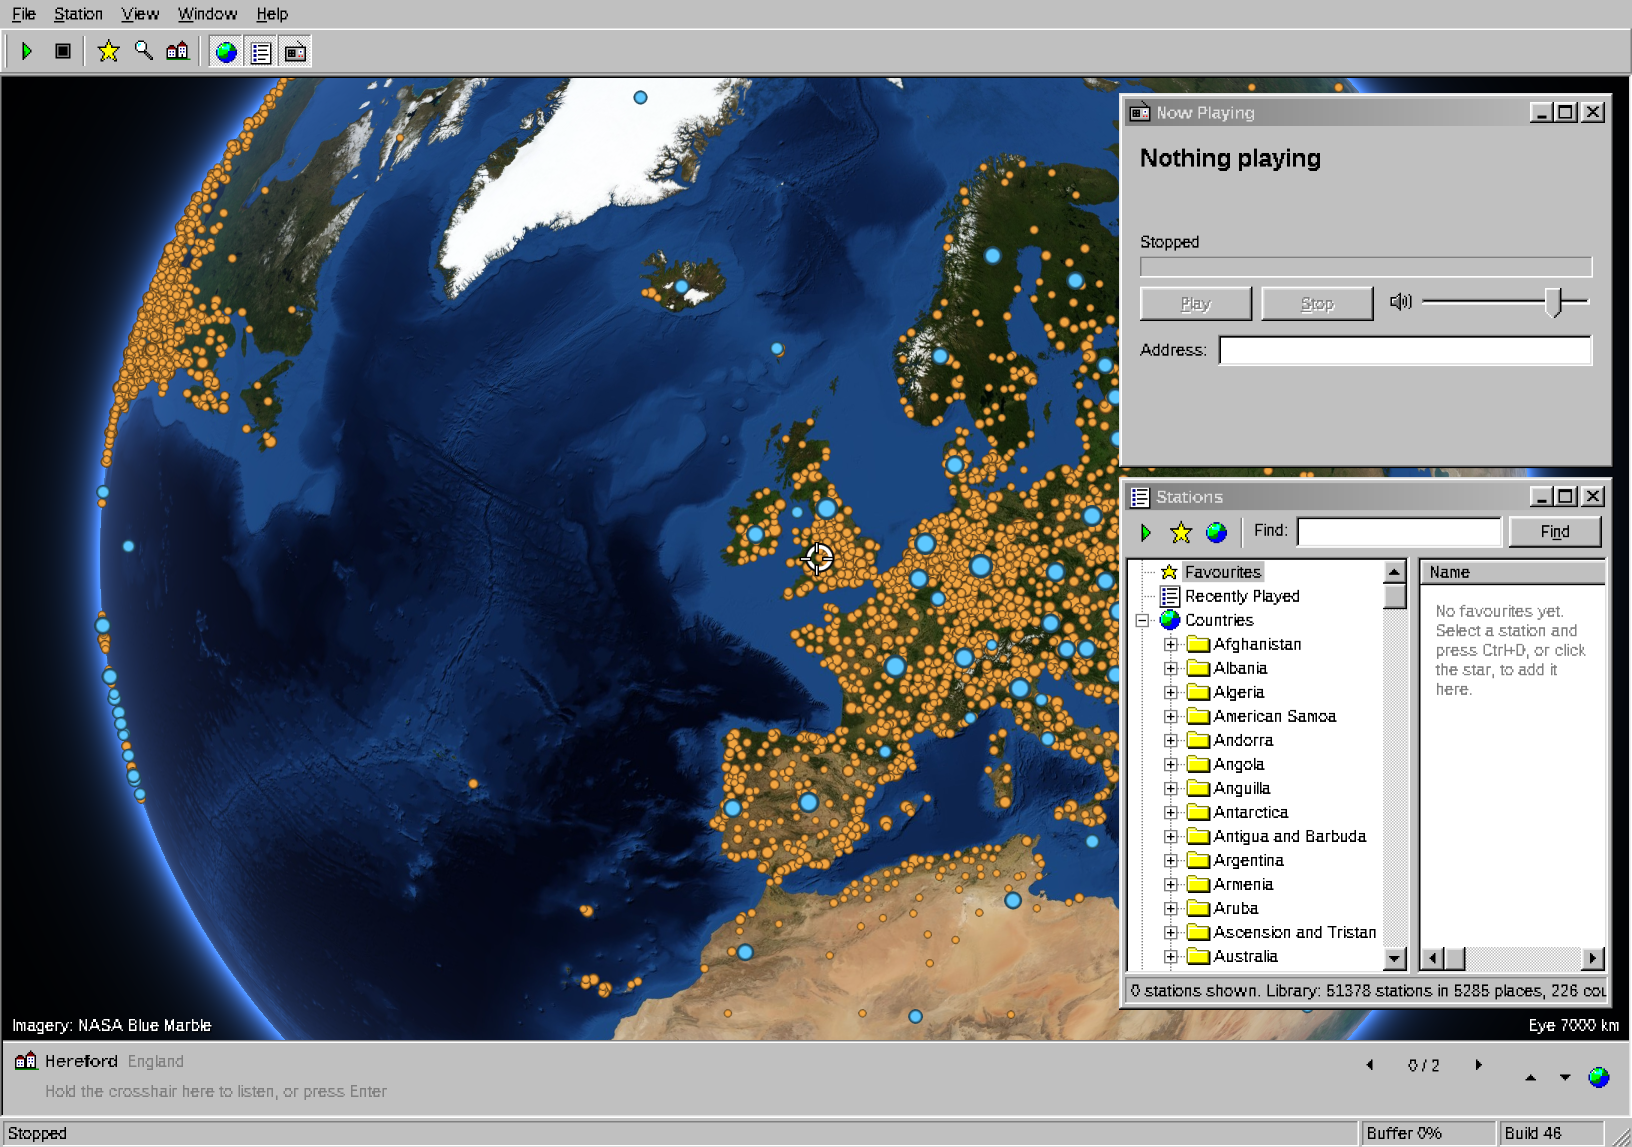 File Station View Window Help
Now Playing
Nothing playing
Stopped
Play Stop
Address:
Stations
Find: Find
Favourites
Recently Played
Countries
Afghanistan
Albania
Algeria
American Samoa
Andorra
Angola
Anguilla
Antarctica
Antigua and Barbuda
Argentina
Armenia
Aruba
Ascension and Tristan
Australia
Name
No favourites yet.
Select a station and
press Ctrl+D, or click
the star, to add it
here.
0 stations shown. Library: 51378 stations in 5285 places, 226 cou
Imagery: NASA Blue Marble
Eye 7000 km
Hereford England
0 / 2
Hold the crosshair here to listen, or press Enter
Stopped
Buffer 0%
Build 46